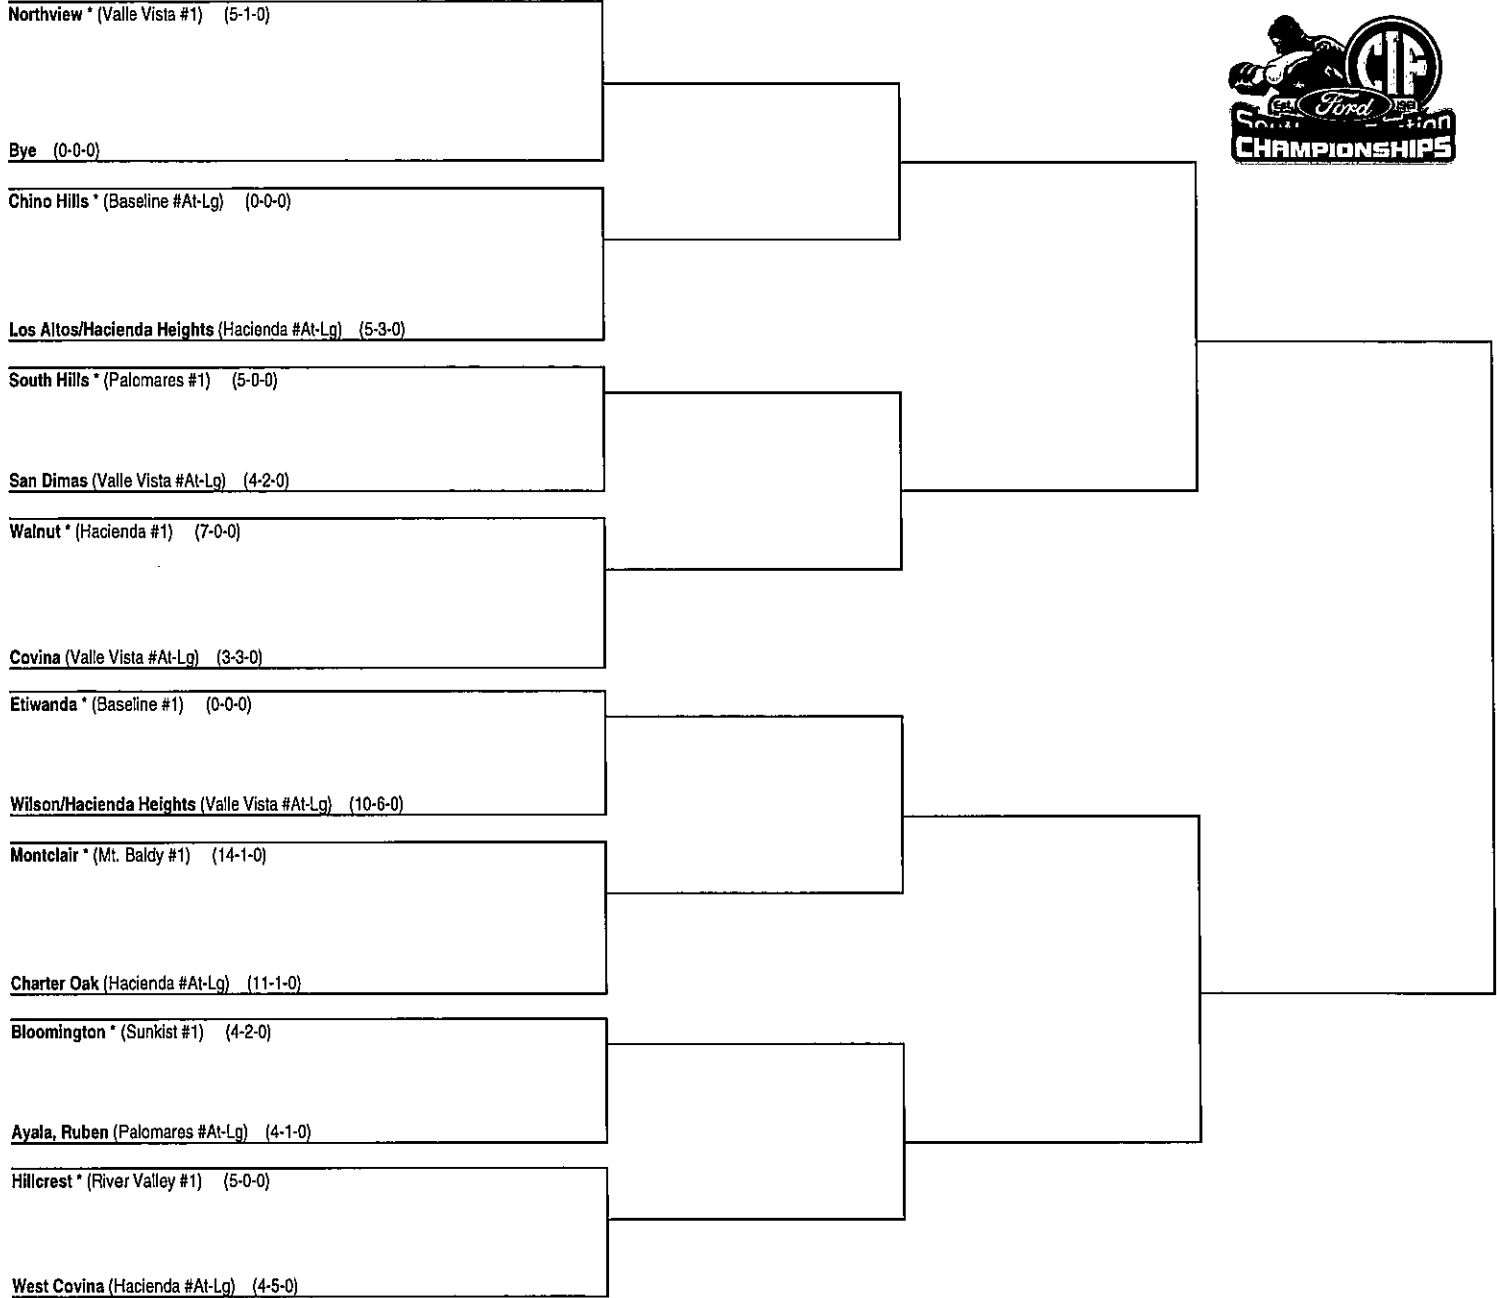 Northview * (Valle Vista #1) (5-1-0)
Bye (0-0-0)
Chino Hills * (Baseline #At-Lg) (0-0-0)
Los Altos/Hacienda Heights (Hacienda #At-Lg) (5-3-0)
South Hills * (Palomares #1) (5-0-0)
San Dimas (Valle Vista #At-Lg) (4-2-0)
Walnut * (Hacienda #1) (7-0-0)
Covina (Valle Vista #At-Lg) (3-3-0)
Etiwanda * (Baseline #1) (0-0-0)
Wilson/Hacienda Heights (Valle Vista #At-Lg) (10-6-0)
Montclair * (Mt. Baldy #1) (14-1-0)
Charter Oak (Hacienda #At-Lg) (11-1-0)
Bloomington * (Sunkist #1) (4-2-0)
Ayala, Ruben (Palomares #At-Lg) (4-1-0)
Hillcrest * (River Valley #1) (5-0-0)
West Covina (Hacienda #At-Lg) (4-5-0)
CIF
Ford
CHAMPIONSHIPS